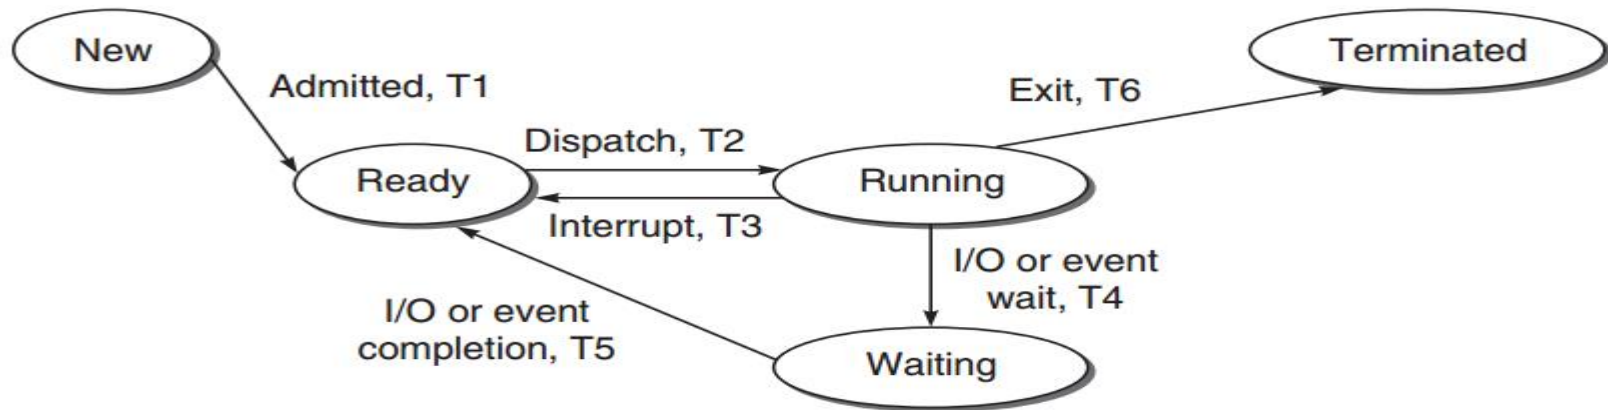 New
Terminated
Admitted, T1
Exit, T6
Dispatch, T2
Ready
Running
Interrupt, T3
I/O or event
wait, T4
I/O or event
completion, T5
Waiting